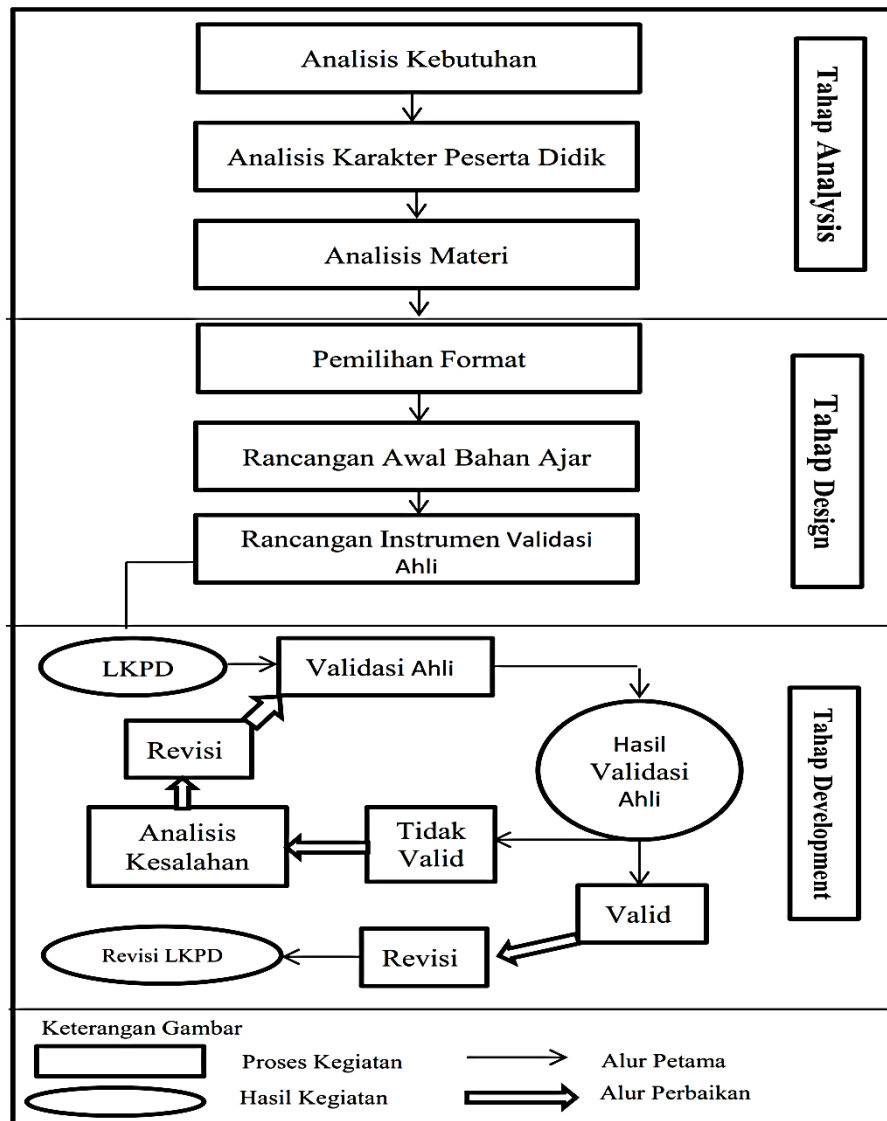 Analisis Kebutuhan
Analisis Karakter Peserta Didik
Analisis Materi
Tahap Analysis
Pemilihan Format
Rancangan Awal Bahan Ajar
Rancangan Instrumen Validasi
Ahli
Tahap Design
LKPD
Validasi Ahli
Revisi
Hasil
Validasi
Ahli
Analisis
Kesalahan
Tidak
Valid
Valid
Revisi LKPD
Revisi
Tahap Development
Keterangan Gambar
Proses Kegiatan
Alur Petama
Hasil Kegiatan
Alur Perbaikan